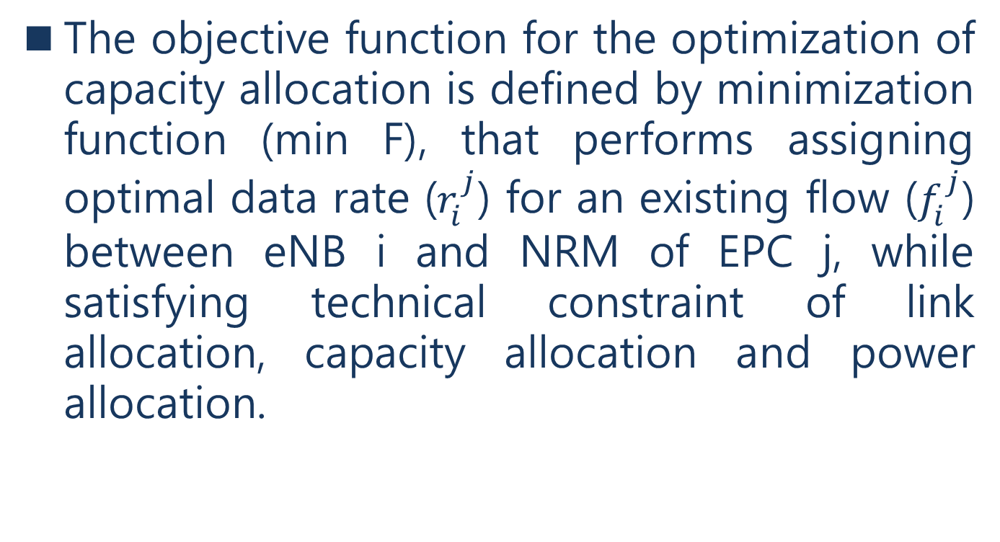 ■ The objective function for the optimization of
capacity allocation is defined by minimization
function (min F), that performs assigning
optimal data rate (r_i^j) for an existing flow (f_i^j)
between eNB i and NRM of EPC j, while
satisfying technical constraint of link
allocation, capacity allocation and power
allocation.